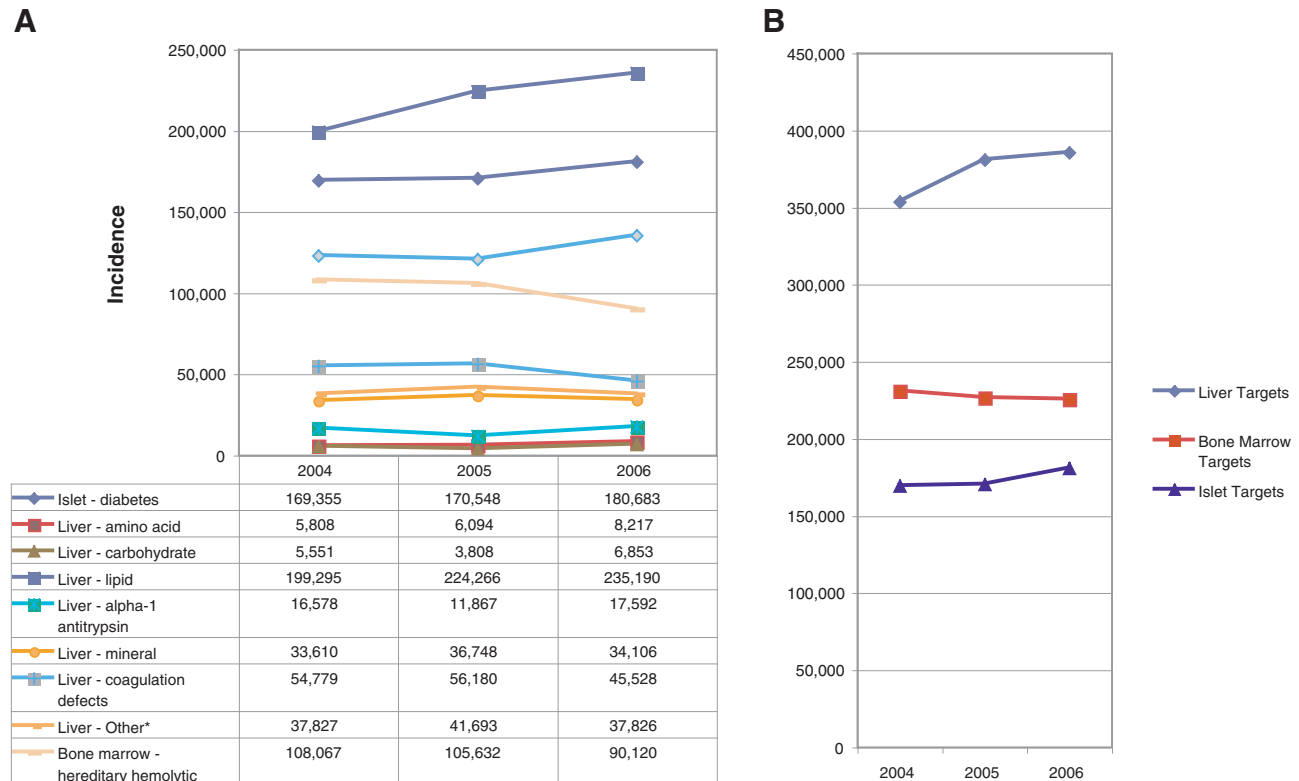 A
B
250,000
200,000
150,000
100,000
50,000
0
Incidence
2004 2005 2006
Islet - diabetes 169,355 170,548 180,683
Liver - amino acid 5,808 6,094 8,217
Liver - carbohydrate 5,551 3,808 6,853
Liver - lipid 199,295 224,266 235,190
Liver - alpha-1 16,578 11,867 17,592
antitrypsin
Liver - mineral 33,610 36,748 34,106
Liver - coagulation 54,779 56,180 45,528
defects
Liver - Other* 37,827 41,693 37,826
Bone marrow - 108,067 105,632 90,120
hereditary hemolytic
450,000
400,000
350,000
300,000
250,000
200,000
150,000
100,000
50,000
0
2004 2005 2006
Liver Targets
Bone Marrow
Targets
Islet Targets